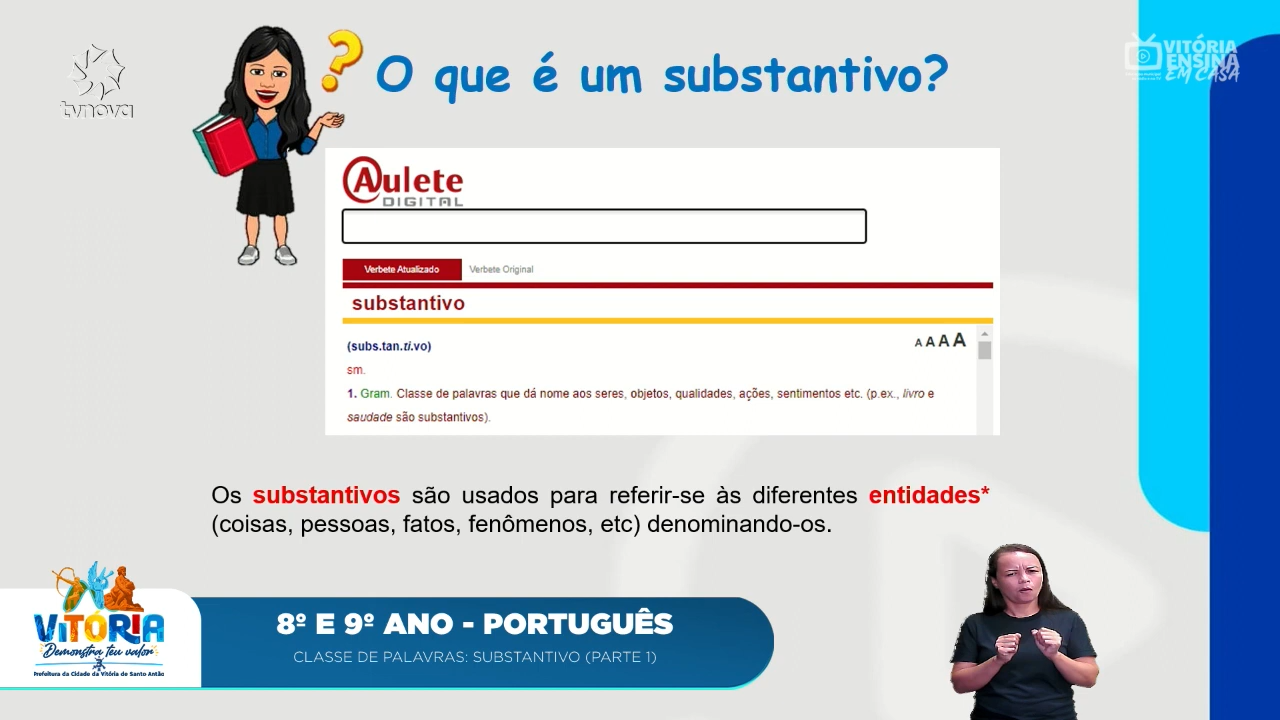 tvnova
O que é um substantivo?
VITÓRIA
ENSINA
EM CASA
Aulete
DIGITAL
Verbete Atualizado Verbete Original
substantivo
(subs.tan.ti.vo)
A A A A
sm.
1. Gram. Classe de palavras que dá nome aos seres, objetos, qualidades, ações, sentimentos etc. (p.ex., livro e
saudade são substantivos).
Os substantivos são usados para referir-se às diferentes entidades*
(coisas, pessoas, fatos, fenômenos, etc) denominando-os.
VITÓRIA
Demonstra teu valor
Prefeitura da Cidade da Vitória de Santo Antão
8º E 9º ANO - PORTUGUÊS
CLASSE DE PALAVRAS: SUBSTANTIVO (PARTE 1)